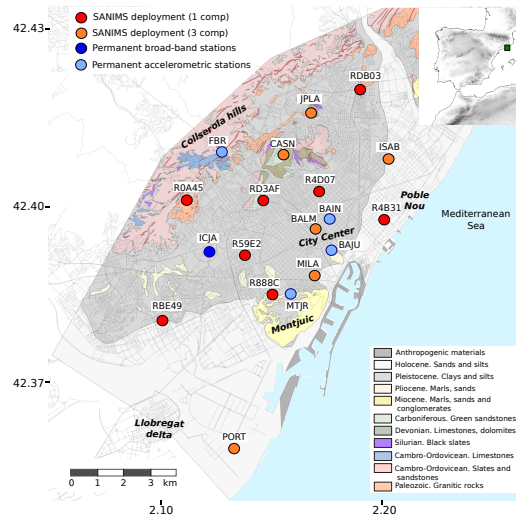 42.43
42.40
42.37
2.10
2.20
SANIMS deployment (1 comp)
SANIMS deployment (3 comp)
Permanent broad-band stations
Permanent accelerometric stations
RDB03
JPLA
Collserola hills
FBR
CASN
ISAB
R0A45
RD3AF
R4D07
Poble
Nou
BAIN
R4B31
BALM
Mediterranean
Sea
ICJA
R59E2
City Center
BAJU
MILA
R888C
RBE49
MTJR
Montjuic
Llobregat
delta
PORT
0 1 2 3 km
Anthropogenic materials
Holocene. Sands and silts
Pleistocene. Clays and silts
Pliocene. Marls, sands
Miocene. Marls, sands and
conglomerates
Carboniferous. Green sandstones
Devonian. Limestones, dolomites
Silurian. Black slates
Cambro-Ordovicean. Limestones
Cambro-Ordovicean. Slates and
sandstones
Paleozoic. Granitic rocks